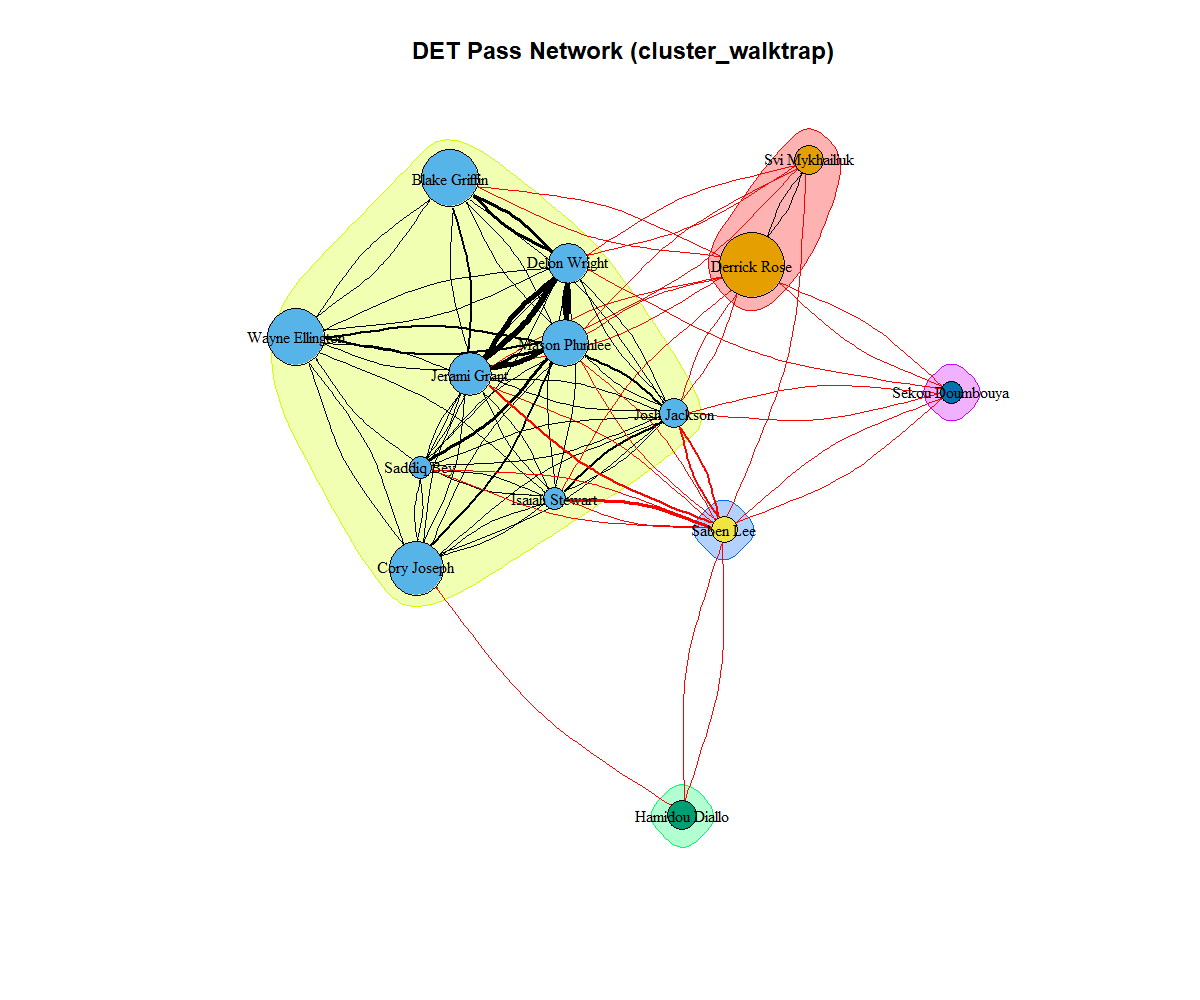 DET Pass Network (cluster_walktrap)
Svi Mykhailiuk
Blake Griffin
Delon Wright
Derrick Rose
Wayne Ellington
Mason Plumlee
Jerami Grant
Sekou Doumbouya
Josh Jackson
Saddiq Bey
Isaiah Stewart
Saben Lee
Cory Joseph
Hamidou Diallo